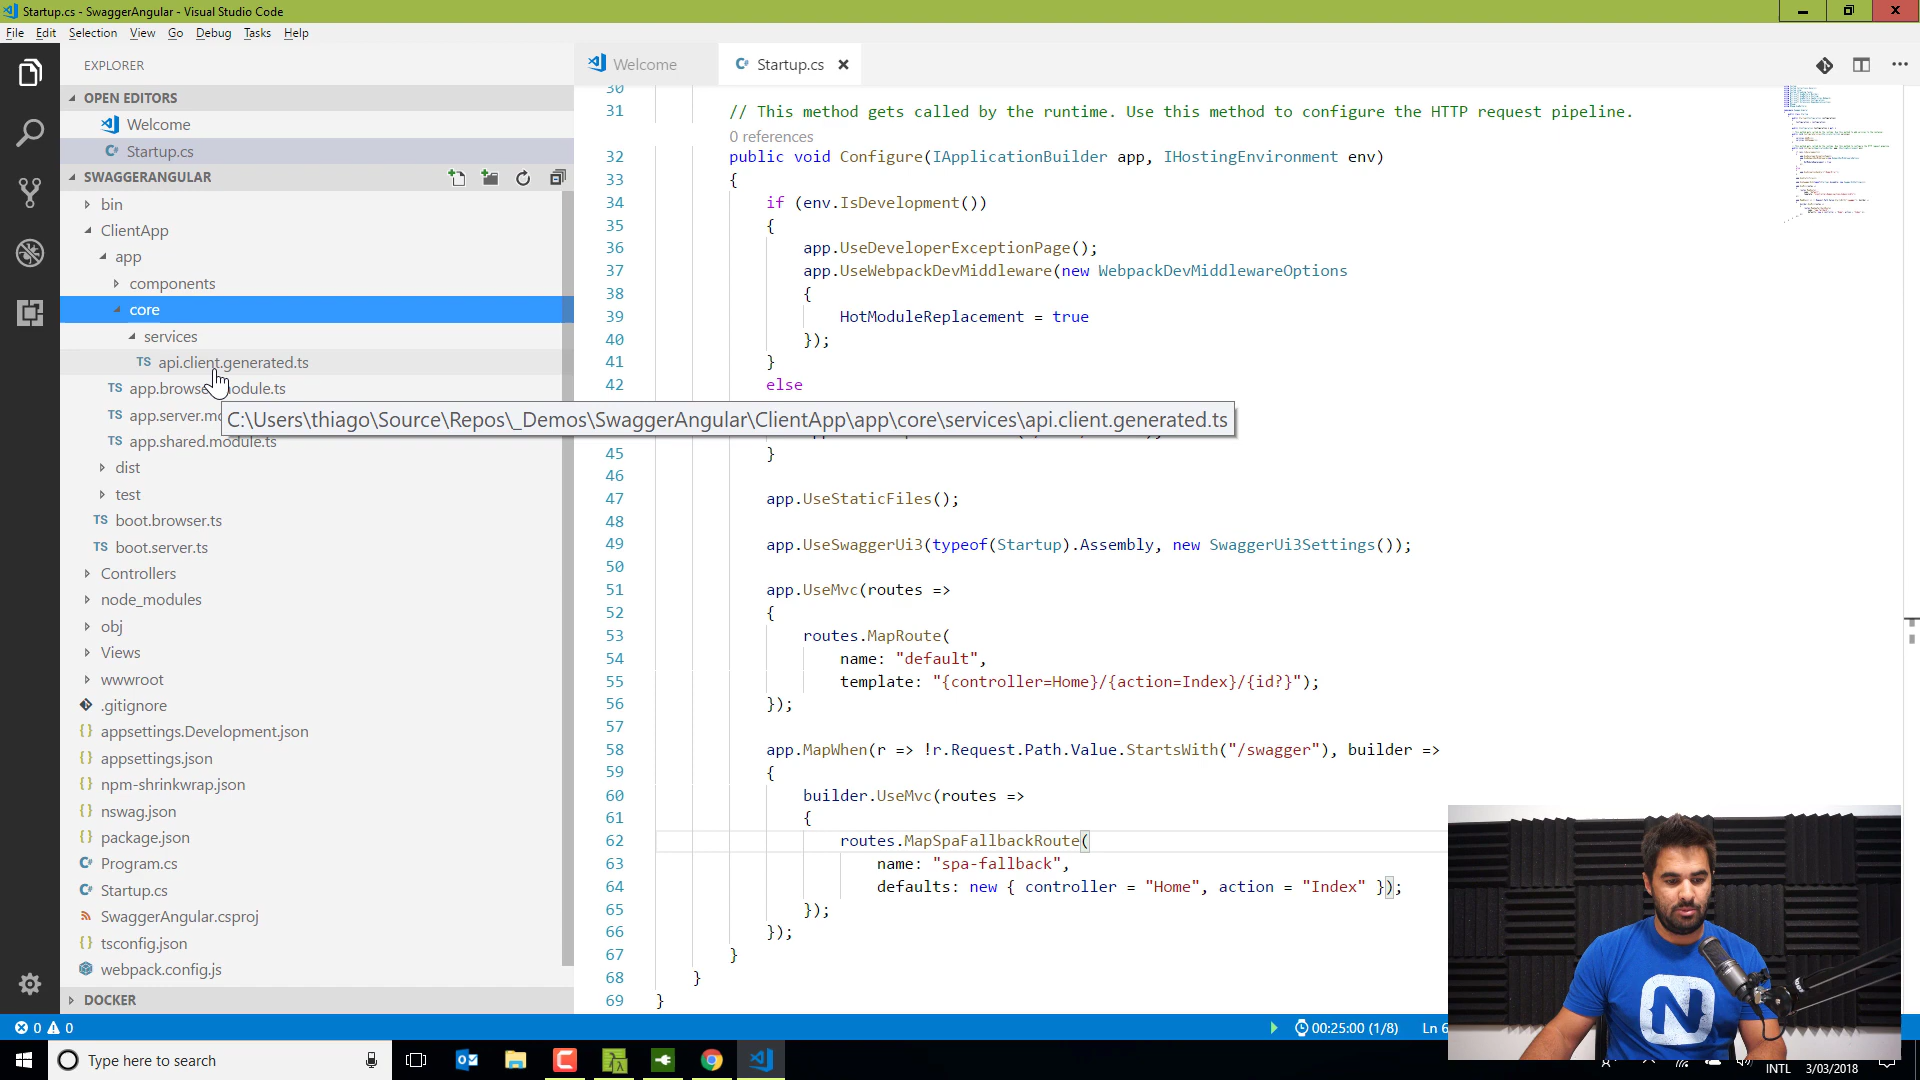 Startup.cs - SwaggerAngular - Visual Studio Code
File Edit Selection View Go Debug Tasks Help
EXPLORER
OPEN EDITORS
Welcome
Startup.cs
SWAGGERANGULAR
bin
ClientApp
app
components
core
services
TS api.client.generated.ts
TS app.browse odule.ts
TS app.server.mo
TS app.shared.module.ts
dist
test
TS boot.browser.ts
TS boot.server.ts
Controllers
node_modules
obj
Views
wwwroot
.gitignore
{} appsettings.Development.json
{} appsettings.json
{} npm-shrinkwrap.json
{} nswag.json
{} package.json
C# Program.cs
C# Startup.cs
SwaggerAngular.csproj
{} tsconfig.json
webpack.config.js
DOCKER
Welcome
Startup.cs
30
31 // This method gets called by the runtime. Use this method to configure the HTTP request pipeline.
0 references
32 public void Configure(IApplicationBuilder app, IHostingEnvironment env)
33 {
34 if (env.IsDevelopment())
35 {
36 app.UseDeveloperExceptionPage();
37 app.UseWebpackDevMiddleware(new WebpackDevMiddlewareOptions
38 {
39 HotModuleReplacement = true
40 });
41 }
42 else
C:\Users\thiago\Source\Repos\_Demos\SwaggerAngular\ClientApp\app\core\services\api.client.generated.ts
45 }
46
47 app.UseStaticFiles();
48
49 app.UseSwaggerUi3(typeof(Startup).Assembly, new SwaggerUi3Settings());
50
51 app.UseMvc(routes =>
52 {
53 routes.MapRoute(
54 name: "default",
55 template: "{controller=Home}/{action=Index}/{id?}");
56 });
57
58 app.MapWhen(r => !r.Request.Path.Value.StartsWith("/swagger"), builder =>
59 {
60 builder.UseMvc(routes =>
61 {
62 routes.MapSpaFallbackRoute(
63 name: "spa-fallback",
64 defaults: new { controller = "Home", action = "Index" });
65 });
66 });
67 }
68 }
69 }
0 0
00:25:00 (1/8) Ln 6
Type here to search
INTL 3/03/2018
N